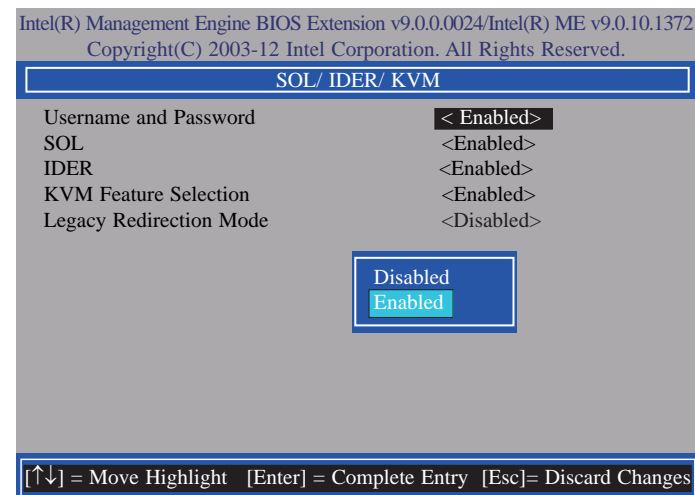 Intel(R) Management Engine BIOS Extension v9.0.0.0024/Intel(R) ME v9.0.10.1372
Copyright(C) 2003-12 Intel Corporation. All Rights Reserved.
SOL/ IDER/ KVM
Username and Password < Enabled>
SOL <Enabled>
IDER <Enabled>
KVM Feature Selection <Enabled>
Legacy Redirection Mode <Disabled>
Disabled
Enabled
[↑↓] = Move Highlight [Enter] = Complete Entry [Esc]= Discard Changes